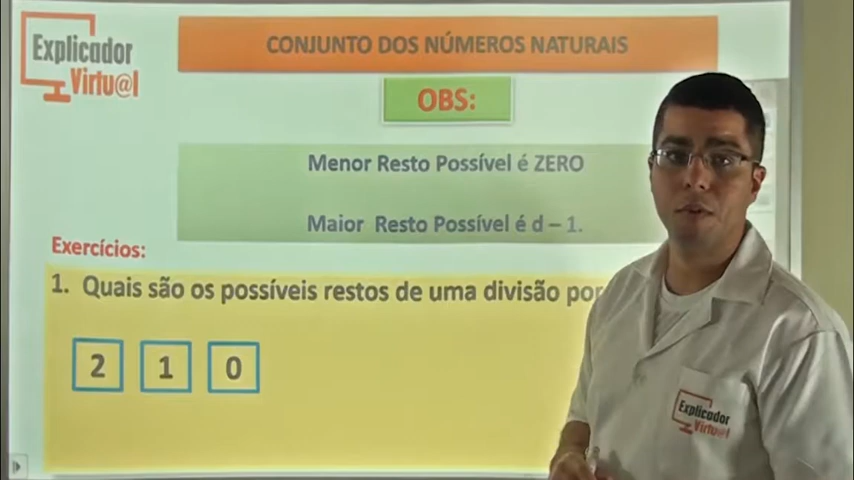 Explicador
Virtu@l
CONJUNTO DOS NÚMEROS NATURAIS
OBS:
Menor Resto Possível é ZERO
Maior Resto Possível é d – 1.
Exercícios:
1. Quais são os possíveis restos de uma divisão por
2 1 0
Explicador
Virtu@l